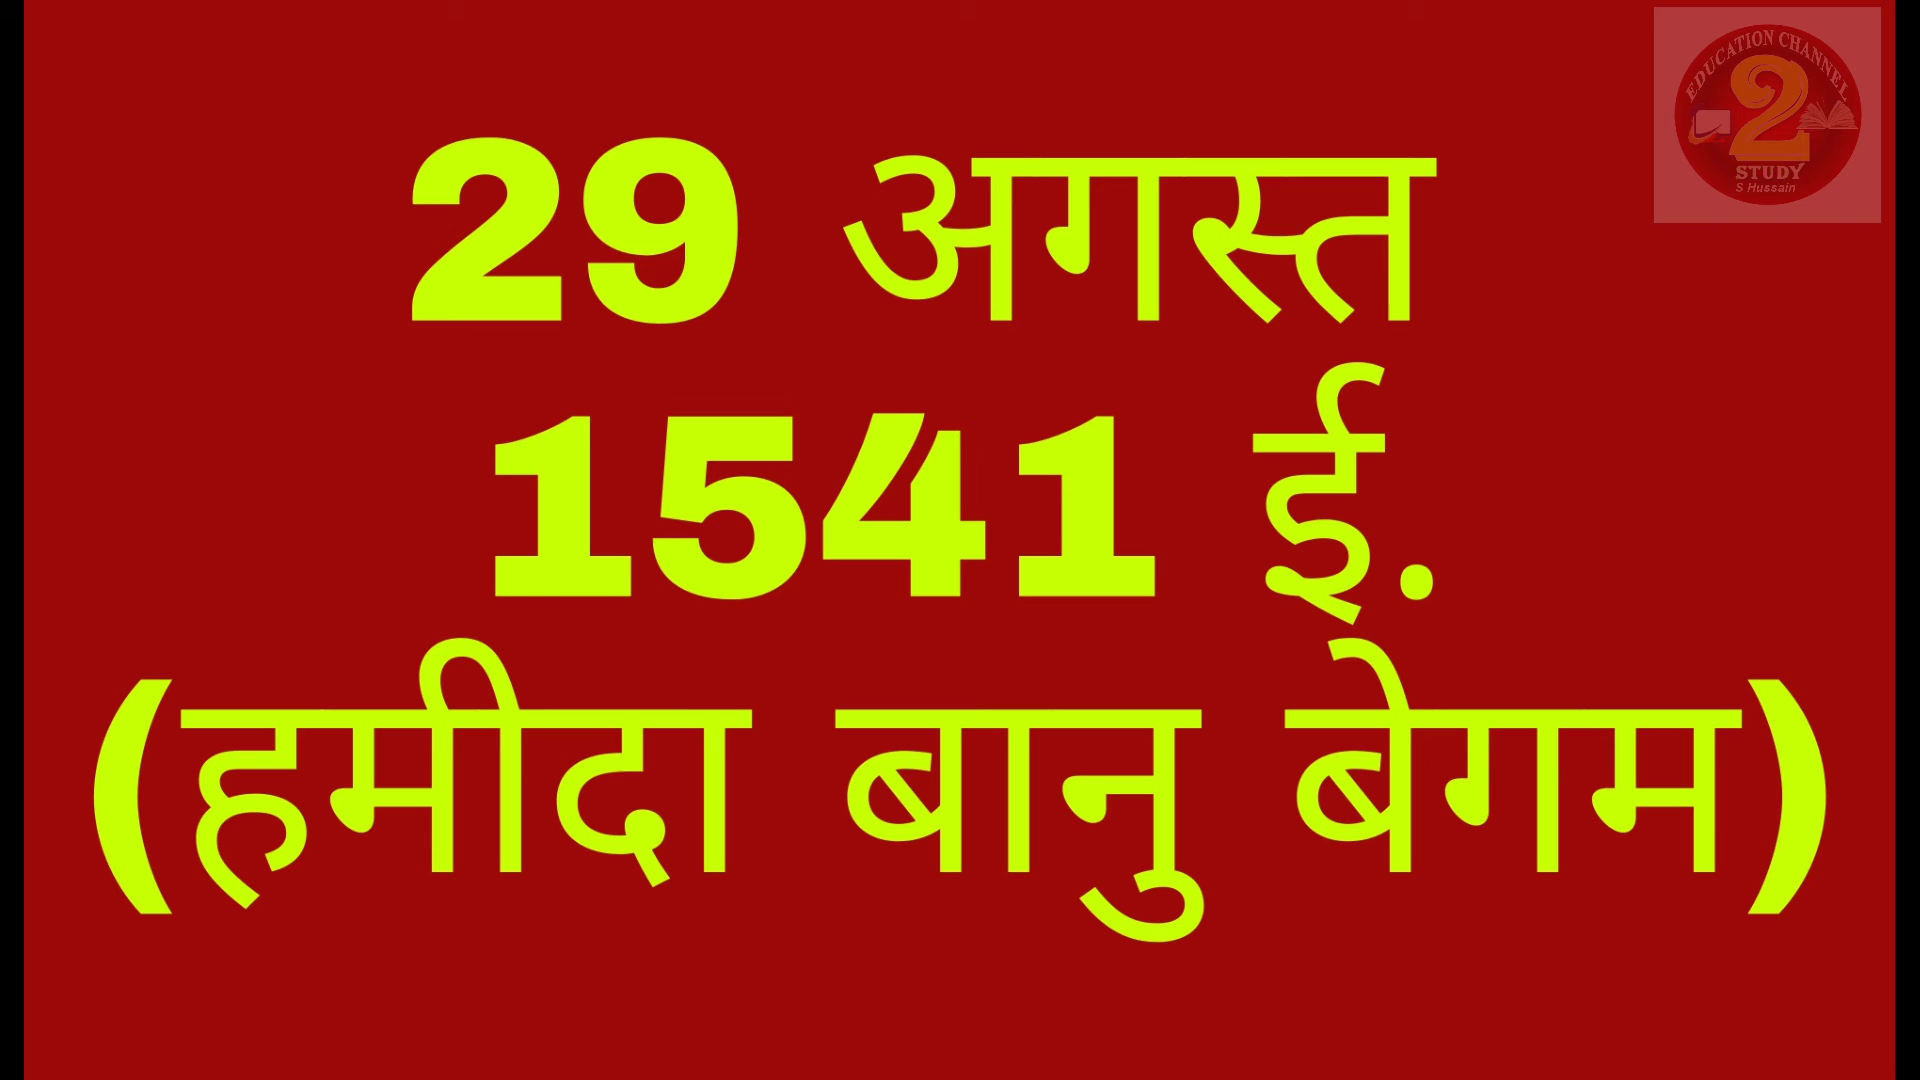 EDUCATION CHANNEL
2
STUDY
S Hussain
29 अगस्त
1541 ई.
(हमीदा बानु बेगम)